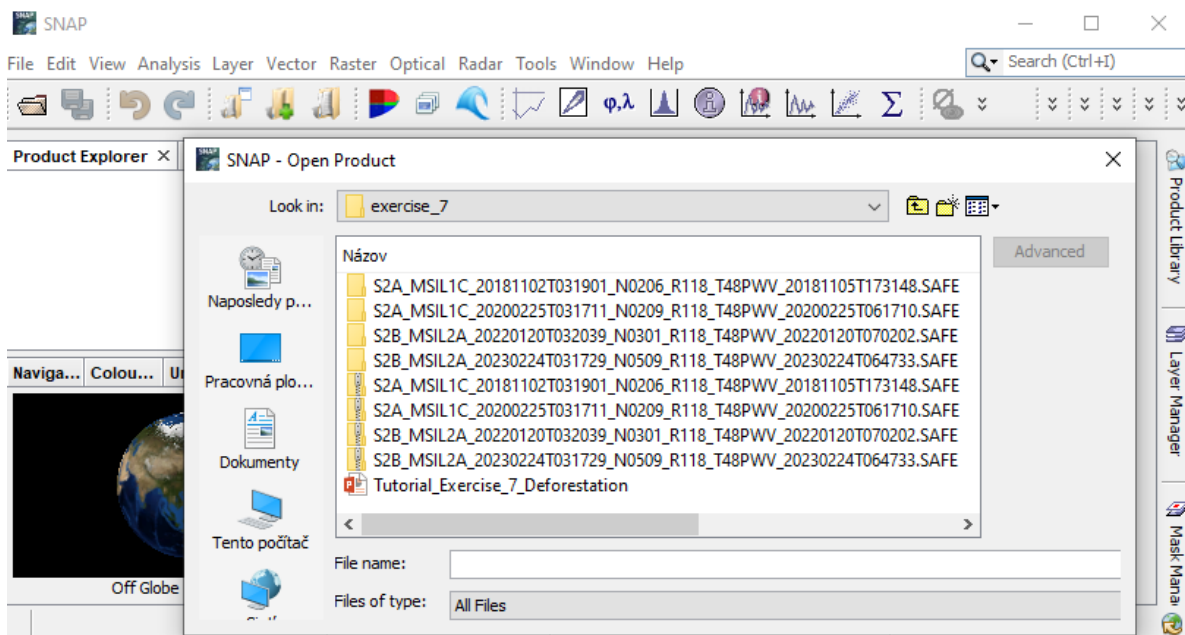 SNAP
File Edit View Analysis Layer Vector Raster Optical Radar Tools Window Help
Search (Ctrl+I)
φ,λ
Σ
Product Explorer
SNAP - Open Product
Look in:
exercise_7
Advanced
Názov
S2A_MSIL1C_20181102T031901_N0206_R118_T48PWV_20181105T173148.SAFE
S2A_MSIL1C_20200225T031711_N0209_R118_T48PWV_20200225T061710.SAFE
S2B_MSIL2A_20220120T032039_N0301_R118_T48PWV_20220120T070202.SAFE
S2B_MSIL2A_20230224T031729_N0509_R118_T48PWV_20230224T064733.SAFE
S2A_MSIL1C_20181102T031901_N0206_R118_T48PWV_20181105T173148.SAFE
S2A_MSIL1C_20200225T031711_N0209_R118_T48PWV_20200225T061710.SAFE
S2B_MSIL2A_20220120T032039_N0301_R118_T48PWV_20220120T070202.SAFE
S2B_MSIL2A_20230224T031729_N0509_R118_T48PWV_20230224T064733.SAFE
Tutorial_Exercise_7_Deforestation
Naposledy p...
Pracovná plo...
Dokumenty
Tento počítač
File name:
Files of type:
All Files
Naviga... Colou...
Off Globe
Product Library
Layer Manager
Mask Mana